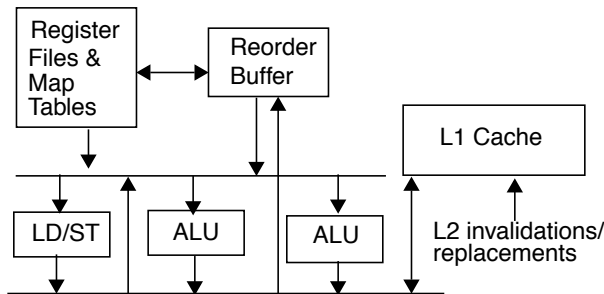 Register
Files &
Map
Tables
Reorder
Buffer
L1 Cache
LD/ST
ALU
ALU
L2 invalidations/
replacements